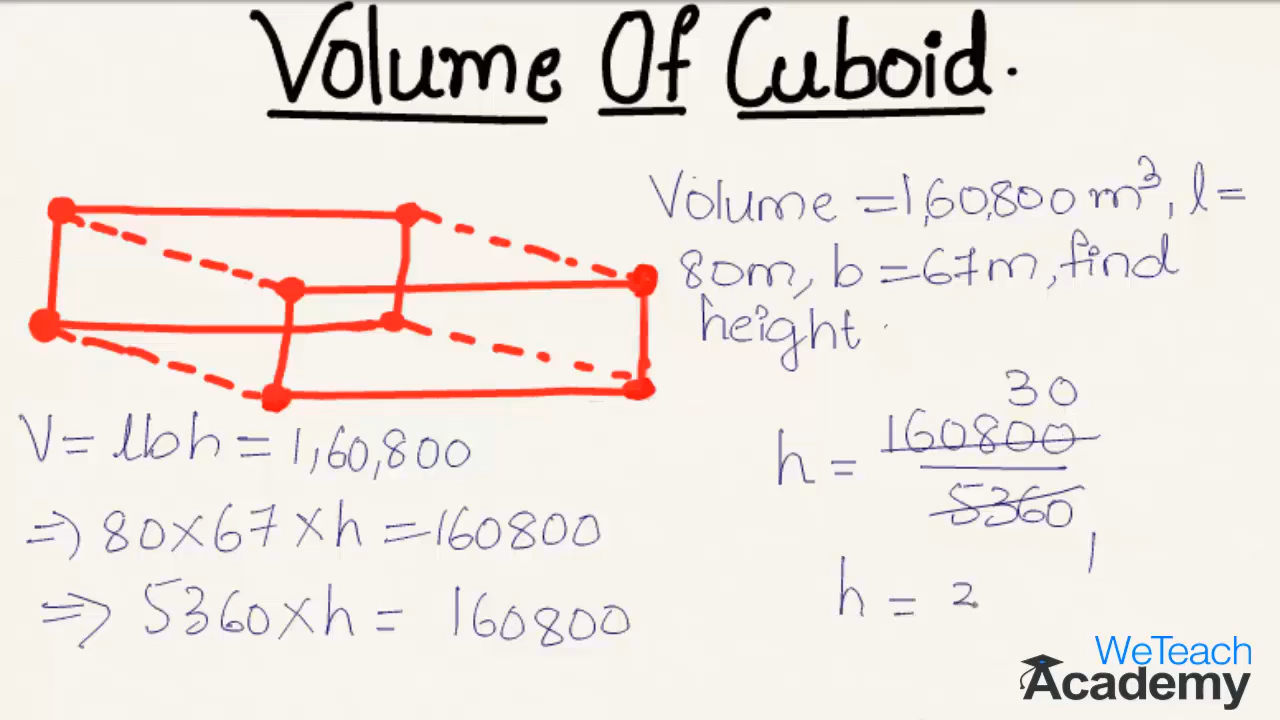 Volume Of Cuboid.
Volume = 1,60,800 m³, l =
80m, b = 67m, find
height.
V = lbh = 1,60,800
=> 80 × 67 × h = 160800
=> 5360 × h = 160800
30
h = 160800
5360
1
h =
WeTeach
Academy